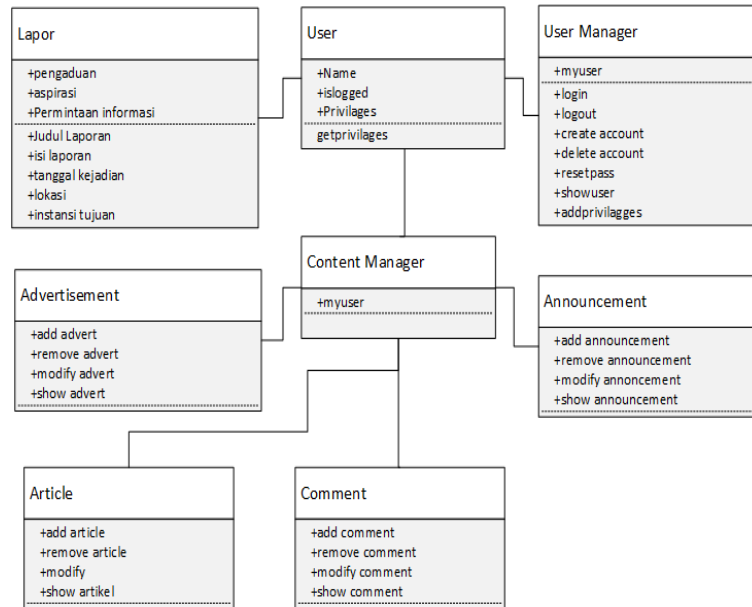 Lapor
+pengaduan
+aspirasi
+Permintaan informasi
+Judul Laporan
+isi laporan
+tanggal kejadian
+lokasi
+instansi tujuan
User
+Name
+islogged
+Privilages
getprivilages
User Manager
+myuser
+login
+logout
+create account
+delete account
+resetpass
+showuser
+addprivilagges
Content Manager
+myuser
Advertisement
+add advert
+remove advert
+modify advert
+show advert
Announcement
+add announcement
+remove announcement
+modify annoncement
+show announcement
Article
+add article
+remove article
+modify
+show artikel
Comment
+add comment
+remove comment
+modify comment
+show comment